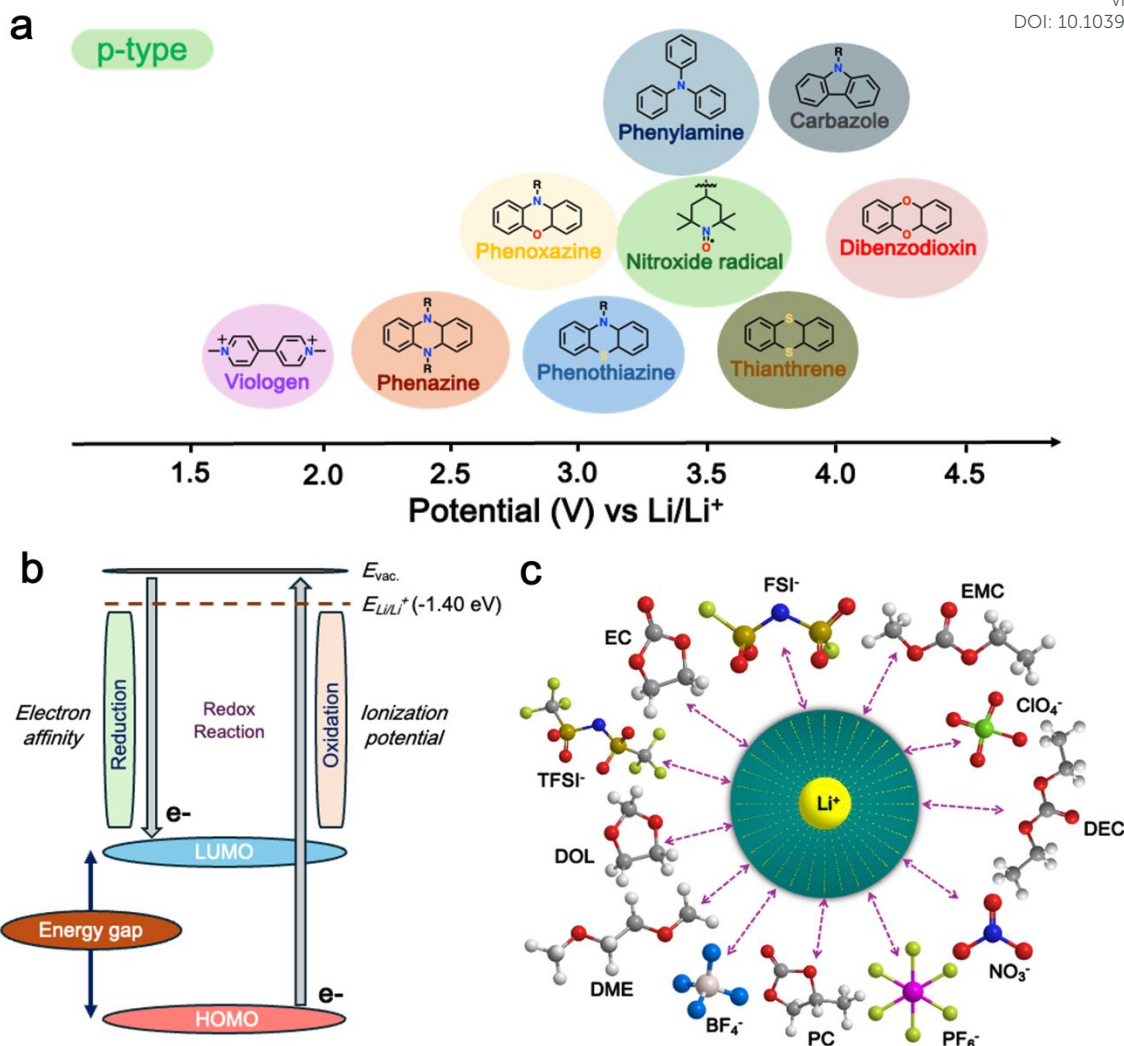 vi
DOI: 10.1039
a
p-type
R
N
N
Phenylamine
Carbazole
R
N
O
Phenoxazine
N
O•
Nitroxide radical
O
O
Dibenzodioxin
N+
N+
Viologen
R
N
N
R
Phenazine
R
N
S
Phenothiazine
S
S
Thianthrene
1.5 2.0 2.5 3.0 3.5 4.0 4.5
Potential (V) vs Li/Li⁺
b
E vac.
E Li/Li⁺ (-1.40 eV)
Electron affinity
Reduction
Redox
Reaction
Oxidation
Ionization
potential
e-
LUMO
Energy gap
e-
HOMO
c
FSI⁻
EMC
EC
ClO₄⁻
TFSI⁻
Li⁺
DEC
DOL
NO₃⁻
DME
BF₄⁻
PC
PF₆⁻